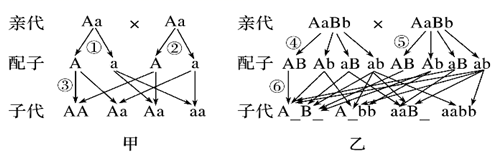 亲代 Aa × Aa 亲代 AaBb × AaBb
① ② ④ ⑤
配子 A a A a 配子 AB Ab aB ab AB Ab aB ab
③ ⑥
子代 AA Aa Aa aa 子代 A_B_ A_bb aaB_ aabb
甲 乙